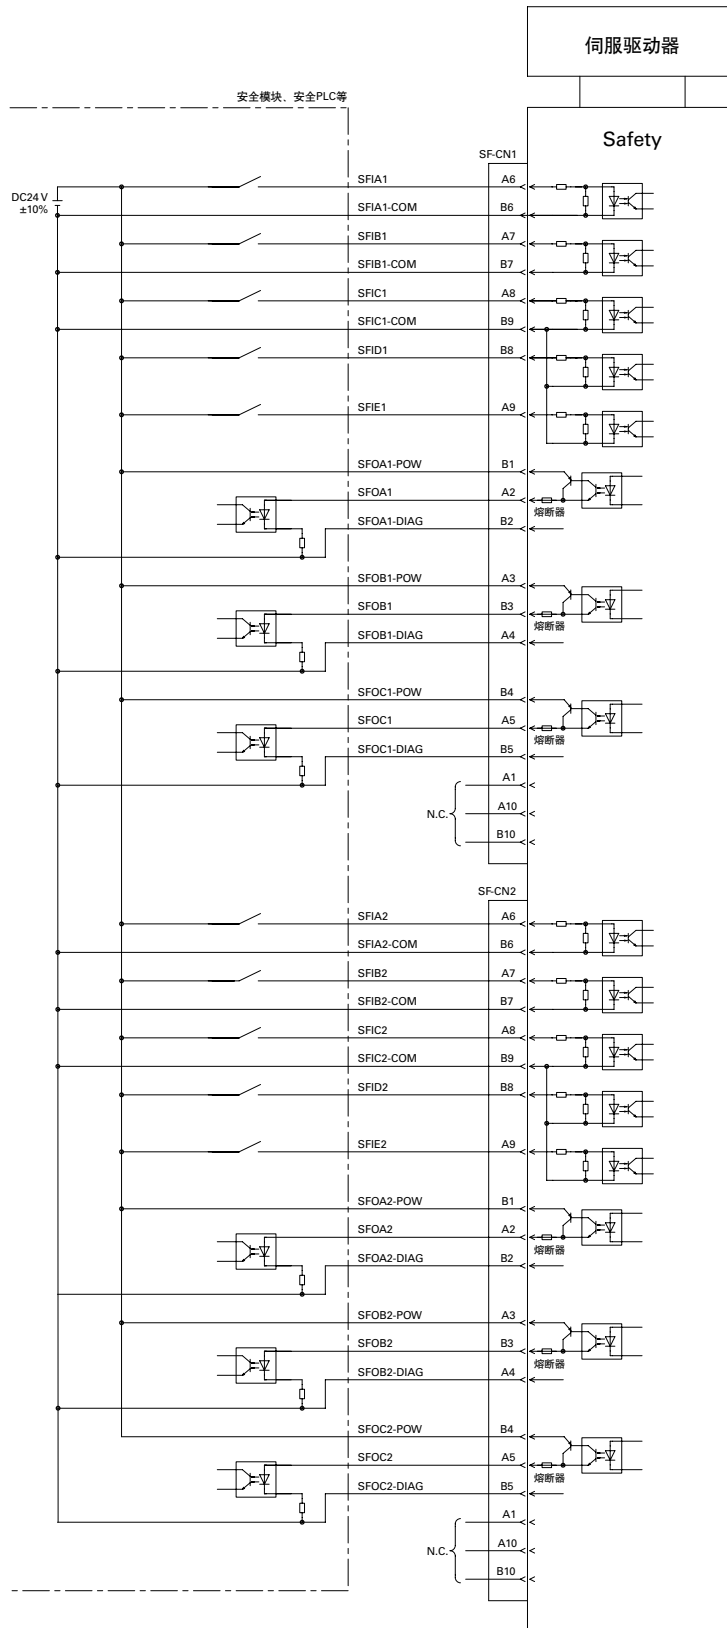 伺服驱动器
安全模块、安全PLC等
Safety
SF-CN1
DC24 V
±10%
SFIA1 A6
SFIA1-COM B6
SFIB1 A7
SFIB1-COM B7
SFIC1 A8
SFIC1-COM B9
SFID1 B8
SFIE1 A9
SFOA1-POW B1
SFOA1 A2
熔断器
SFOA1-DIAG B2
SFOB1-POW A3
SFOB1 B3
熔断器
SFOB1-DIAG A4
SFOC1-POW B4
SFOC1 A5
熔断器
SFOC1-DIAG B5
A1
N.C. A10
B10
SF-CN2
SFIA2 A6
SFIA2-COM B6
SFIB2 A7
SFIB2-COM B7
SFIC2 A8
SFIC2-COM B9
SFID2 B8
SFIE2 A9
SFOA2-POW B1
SFOA2 A2
熔断器
SFOA2-DIAG B2
SFOB2-POW A3
SFOB2 B3
熔断器
SFOB2-DIAG A4
SFOC2-POW B4
SFOC2 A5
熔断器
SFOC2-DIAG B5
A1
N.C. A10
B10